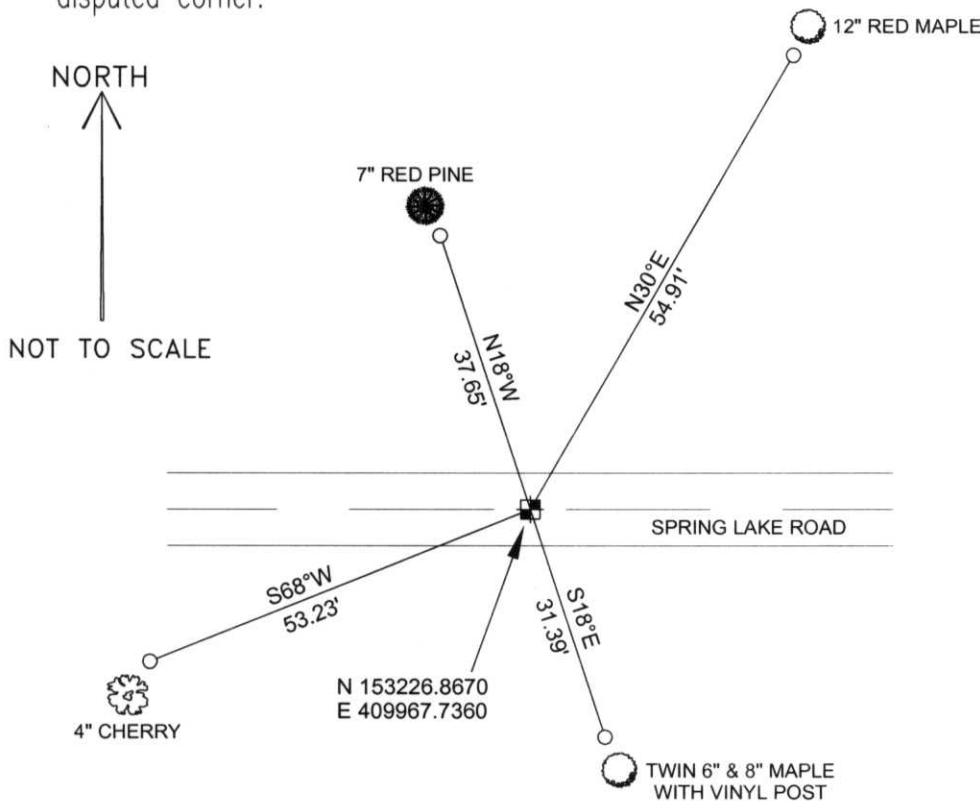 disputed corner.
12" RED MAPLE
NORTH
7" RED PINE
N30°E
54.91'
NOT TO SCALE
N18°W
37.65'
SPRING LAKE ROAD
S68°W
53.23'
S18°E
31.39'
N 153226.8670
E 409967.7360
4" CHERRY
TWIN 6" & 8" MAPLE
WITH VINYL POST